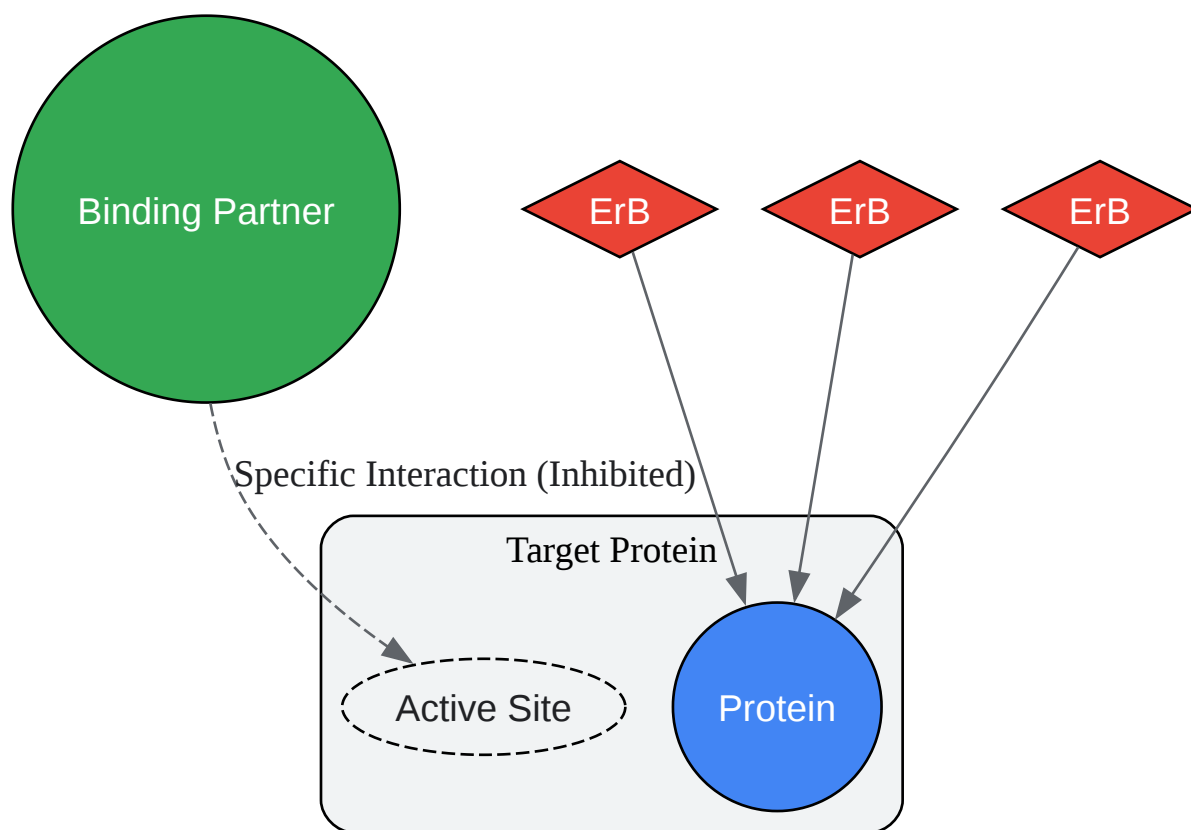 Binding Partner
ErB
ErB
ErB
Specific Interaction (Inhibited)
Target Protein
Active Site
Protein